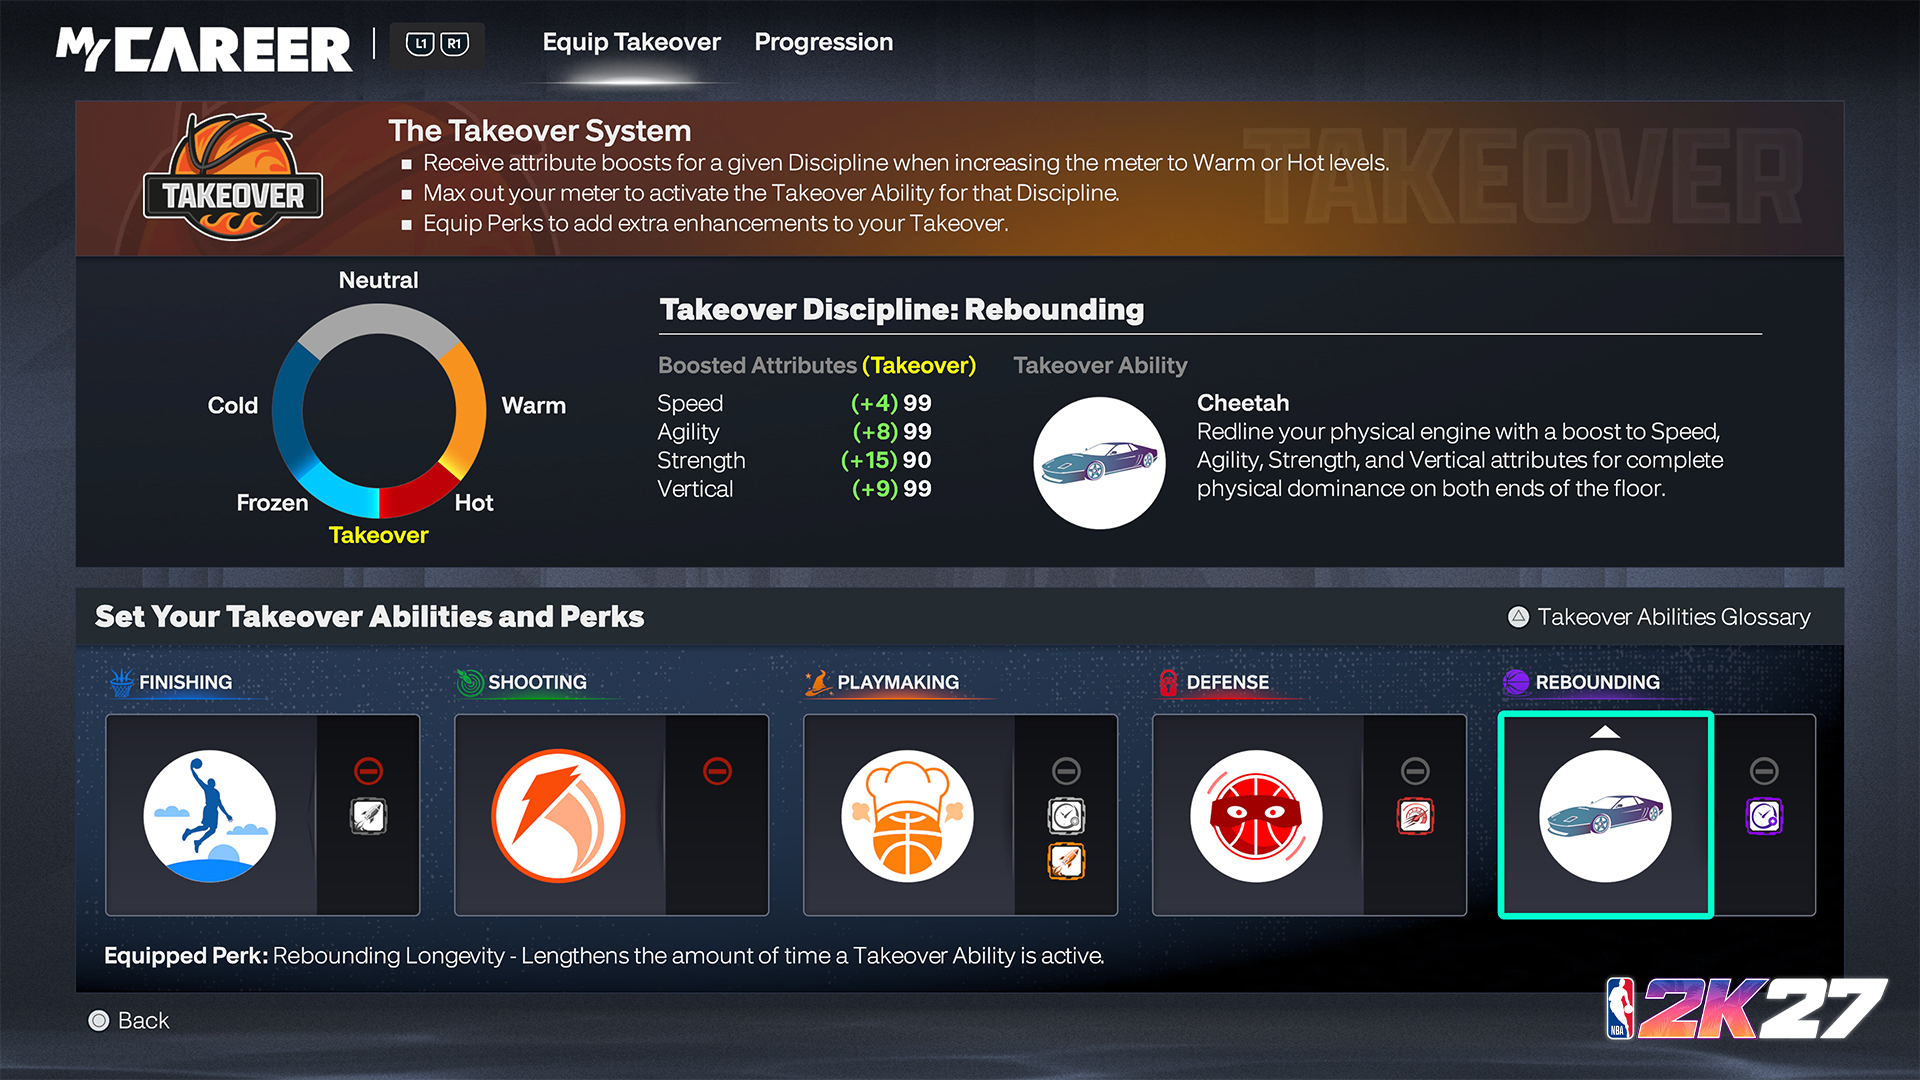 MyCAREER L1 R1 Equip Takeover Progression
TAKEOVER
The Takeover System
Receive attribute boosts for a given Discipline when increasing the meter to Warm or Hot levels.
Max out your meter to activate the Takeover Ability for that Discipline.
Equip Perks to add extra enhancements to your Takeover.
TAKEOVER
Neutral
Cold
Warm
Frozen
Hot
Takeover
Takeover Discipline: Rebounding
Boosted Attributes (Takeover)
Speed (+4) 99
Agility (+8) 99
Strength (+15) 90
Vertical (+9) 99
Takeover Ability
Cheetah
Redline your physical engine with a boost to Speed,
Agility, Strength, and Vertical attributes for complete
physical dominance on both ends of the floor.
Set Your Takeover Abilities and Perks
Takeover Abilities Glossary
FINISHING
SHOOTING
PLAYMAKING
DEFENSE
REBOUNDING
Equipped Perk: Rebounding Longevity - Lengthens the amount of time a Takeover Ability is active.
Back
NBA 2K27